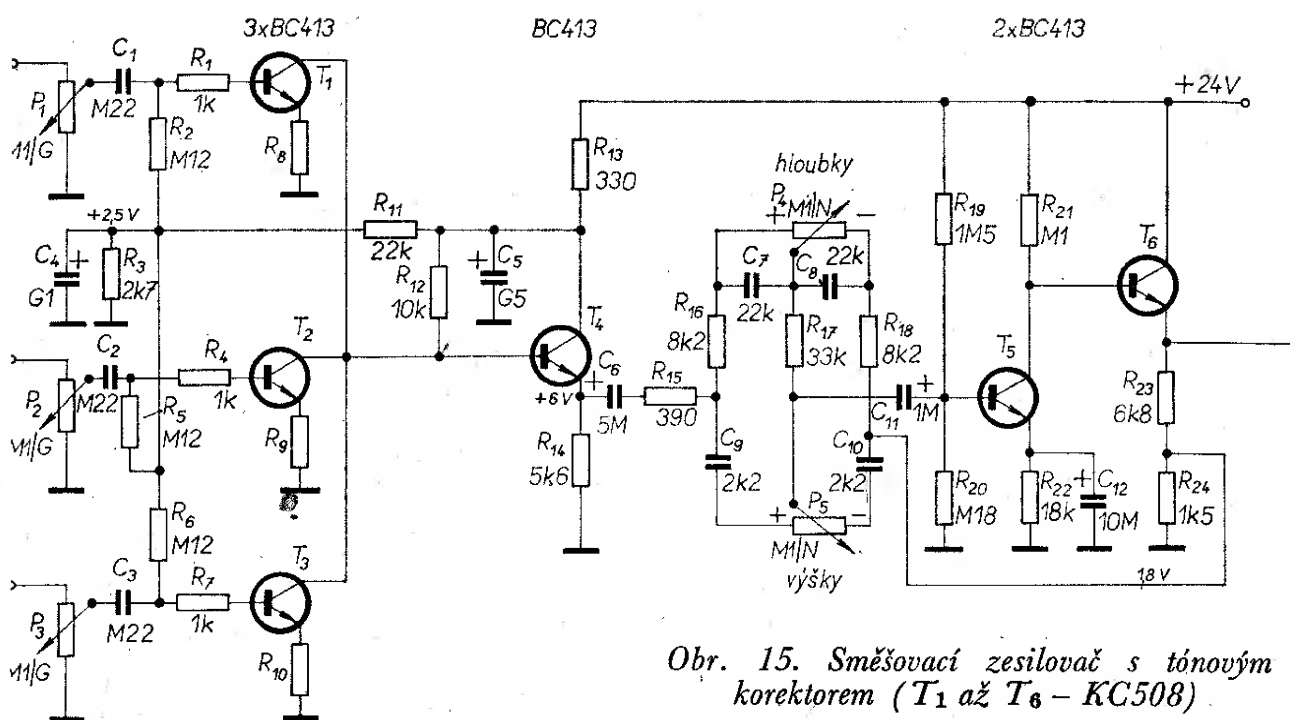 3xBC413
BC413
2xBC413
+24V
C1
M22
R1
1k
T1
P1
M1/G
R2
M12
R8
R13
330
hloubky
P4
M1/N
+
−
R19
1M5
R21
M1
T6
+2,5V
R11
22k
C4
+
G1
R3
2k7
R12
10k
+
C5
G5
T4
C7
22k
C8
22k
R16
8k2
R17
33k
R18
8k2
T5
C2
M22
R4
1k
T2
P2
M1/G
R5
M12
R9
+6V
+
C6
5M
R15
390
R14
5k6
C9
2k2
C10
2k2
C11
+
1M
R23
6k8
R20
M18
R22
18k
+
C12
10M
R24
1k5
+
P5
−
M1/N
výšky
1,8 V
R6
M12
C3
M22
R7
1k
T3
P3
M1/G
R10
Obr. 15. Směšovací zesilovač s tónovým
korektorem (T1 až T6 – KC508)